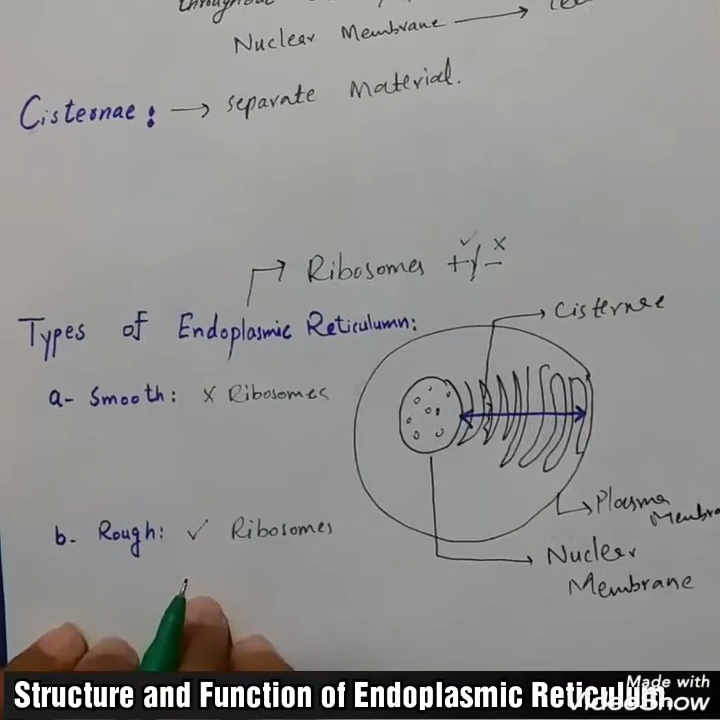 throughout
Nuclear Membrane →
Cisternae: → separate Material.
Ribosomes +/-
✓ x
Types of Endoplasmic Reticulumn:
Cisternae
a- Smooth: x Ribosomes
Plasma
Membra
b- Rough: ✓ Ribosomes
Nuclear
Membrane
Structure and Function of Endoplasmic Reticulum.
Made with
VideoShow